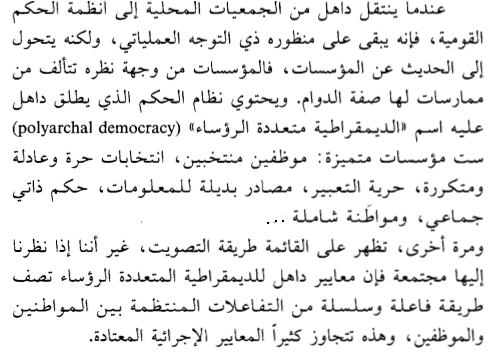 عندما ينتقل داهل من الجمعيات المحلية إلى أنظمة الحكم
القومية، فإنه يبقى على منظوره ذي التوجه العملياتي، ولكنه يتحول
إلى الحديث عن المؤسسات، فالمؤسسات من وجهة نظره تتألف من
ممارسات لها صفة الدوام. ويحتوي نظام الحكم الذي يطلق داهل
عليه اسم «الديمقراطية متعددة الرؤساء» (polyarchal democracy)
ست مؤسسات متميزة: موظفين منتخبين، انتخابات حرة وعادلة
ومتكررة، حرية التعبير، مصادر بديلة للمعلومات، حكم ذاتي
جماعي، ومواطَنة شاملة ...
ومرة أخرى، تظهر على القائمة طريقة التصويت، غير أننا إذا نظرنا
إليها مجتمعة فإن معايير داهل للديمقراطية المتعددة الرؤساء تصف
طريقة فاعلة وسلسلة من التفاعلات المنتظمة بين المواطنين
والموظفين، وهذه تتجاوز كثيراً المعايير الإجرائية المعتادة.